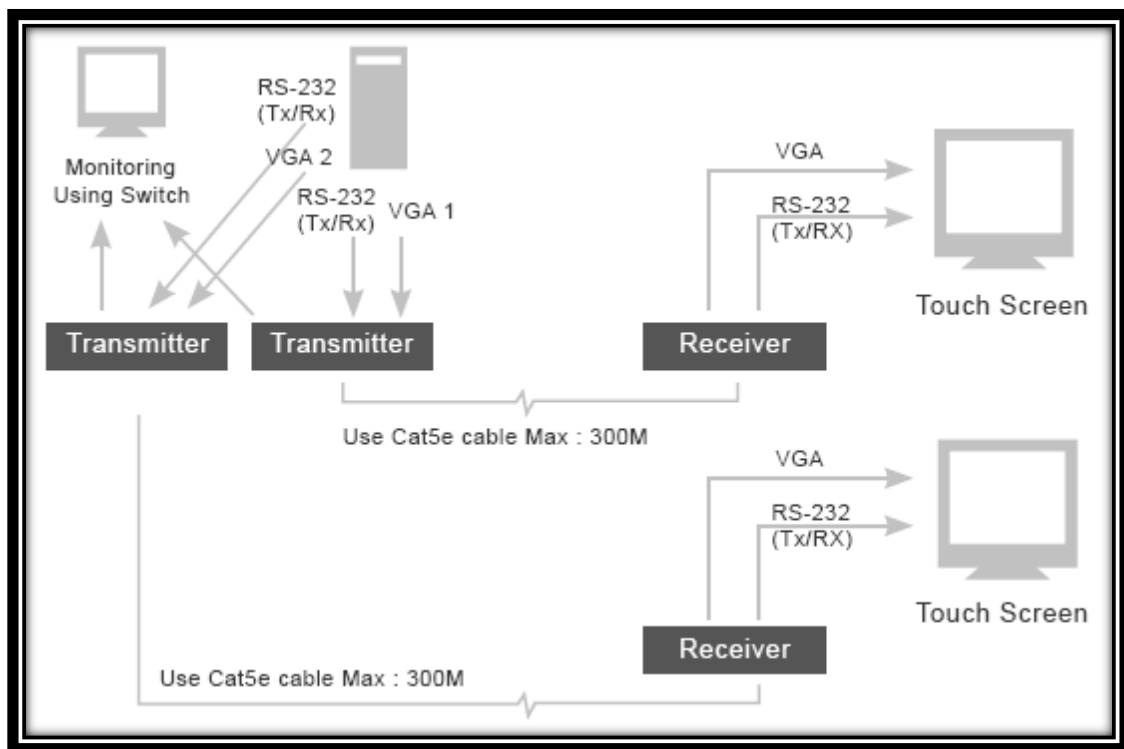 RS-232
(Tx/Rx)
VGA 2
Monitoring
Using Switch
RS-232
(Tx/Rx)
VGA 1
VGA
RS-232
(Tx/RX)
Touch Screen
Transmitter
Transmitter
Receiver
Use Cat5e cable Max : 300M
VGA
RS-232
(Tx/RX)
Touch Screen
Receiver
Use Cat5e cable Max : 300M